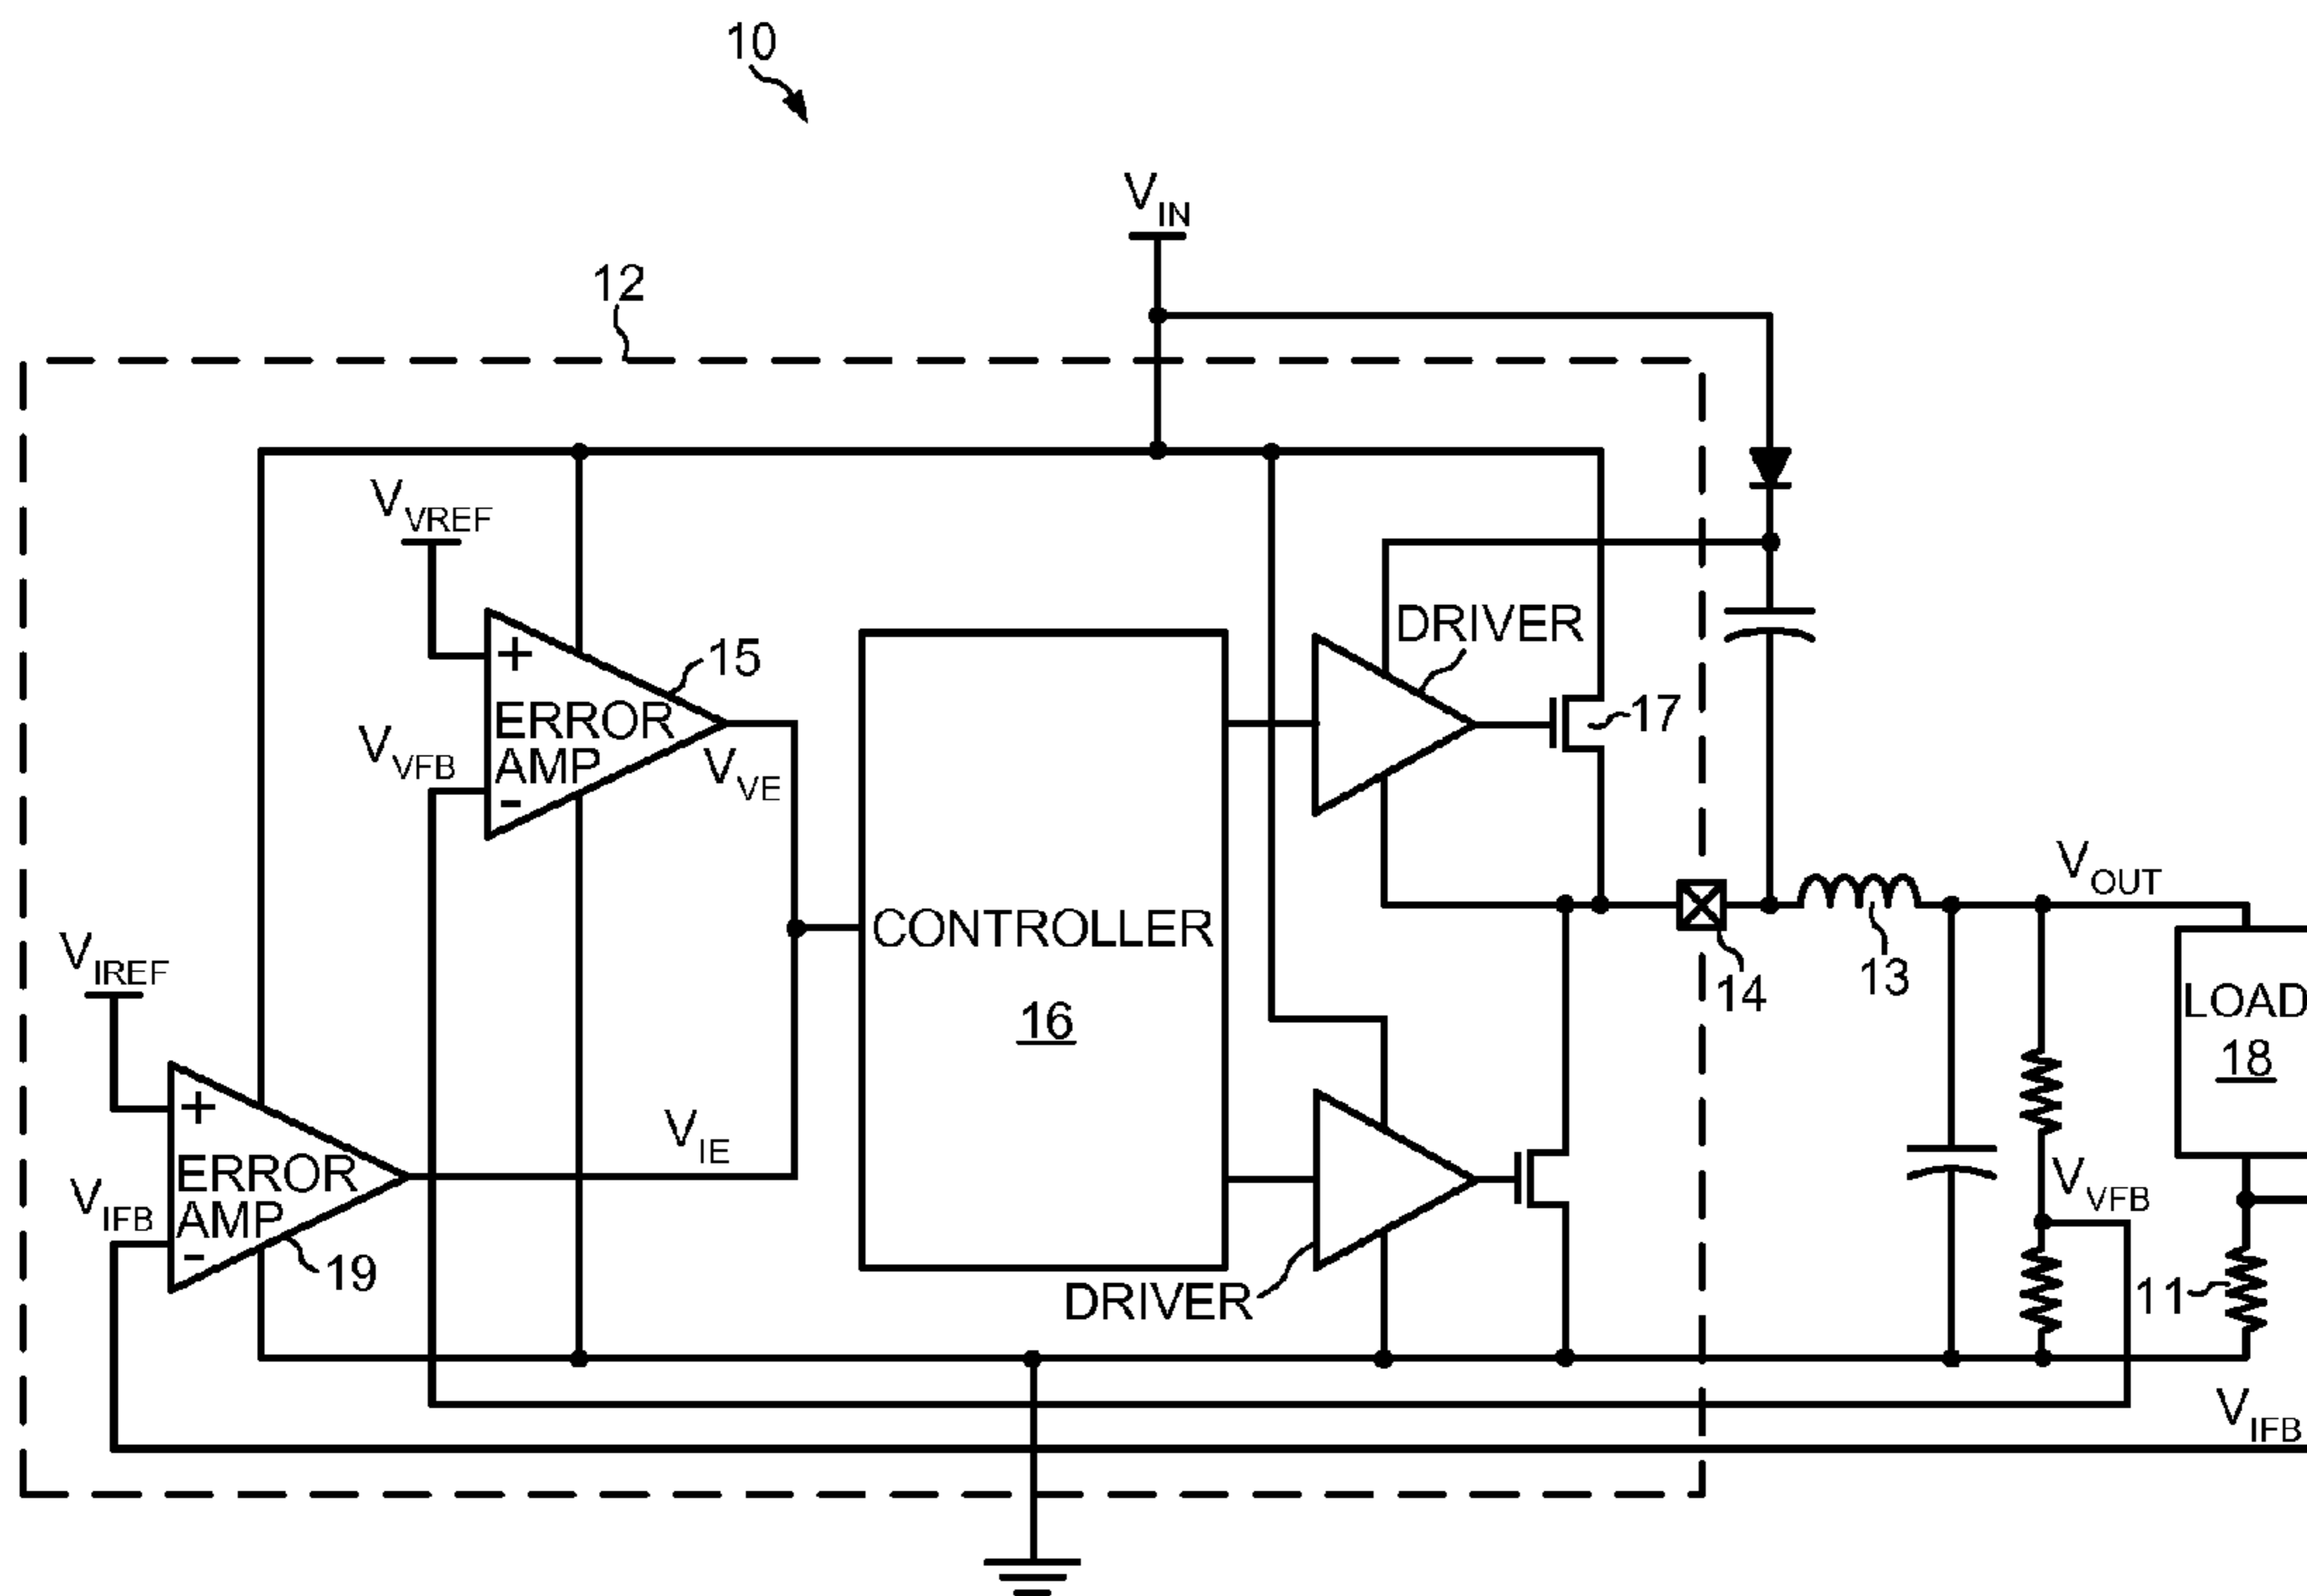 10
V_IN
12
V_VREF
DRIVER
15
+
ERROR
AMP
-
17
V_VFB
V_VE
V_OUT
CONTROLLER
16
14
13
LOAD
18
V_IREF
+
ERROR
AMP
-
V_IE
V_IFB
19
DRIVER
V_VFB
11
V_IFB